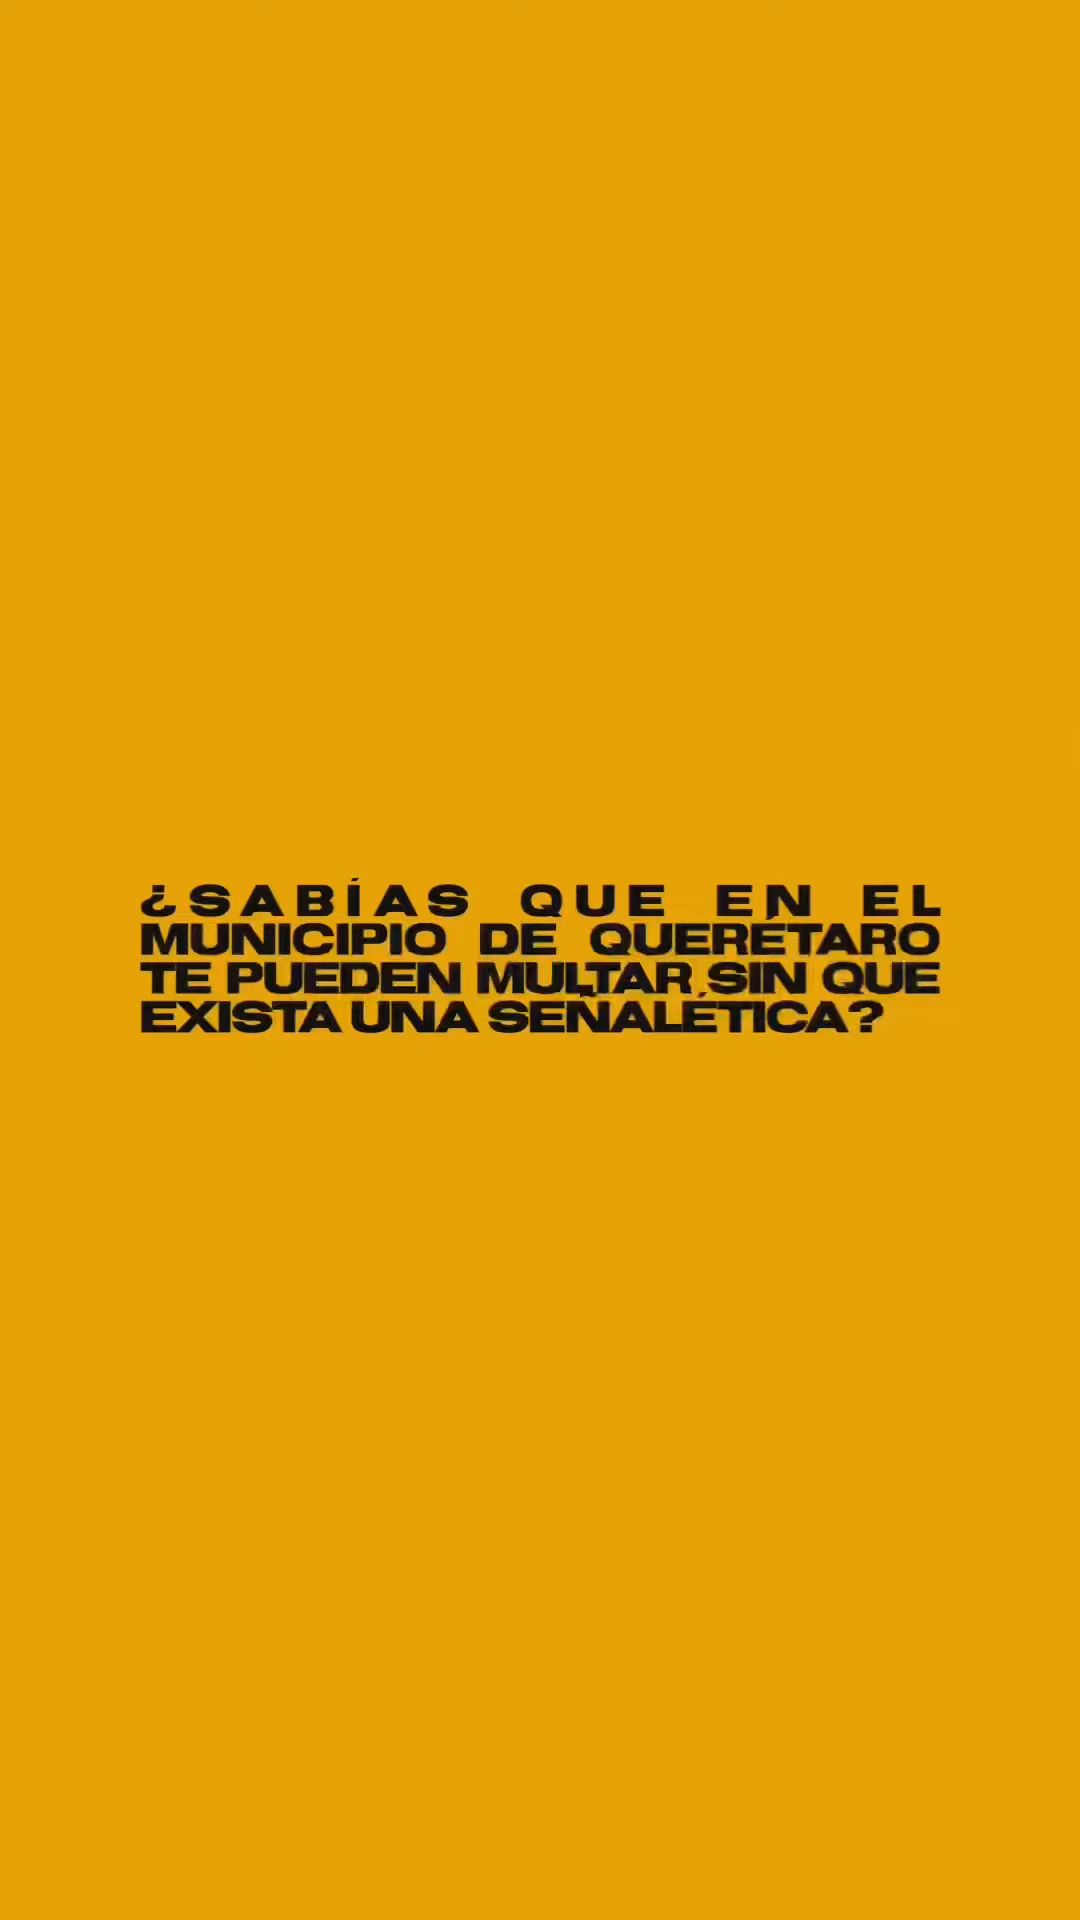 ¿SABÍAS QUE EN EL
MUNICIPIO DE QUERÉTARO
TE PUEDEN MULTAR SIN QUE
EXISTA UNA SEÑALÉTICA?